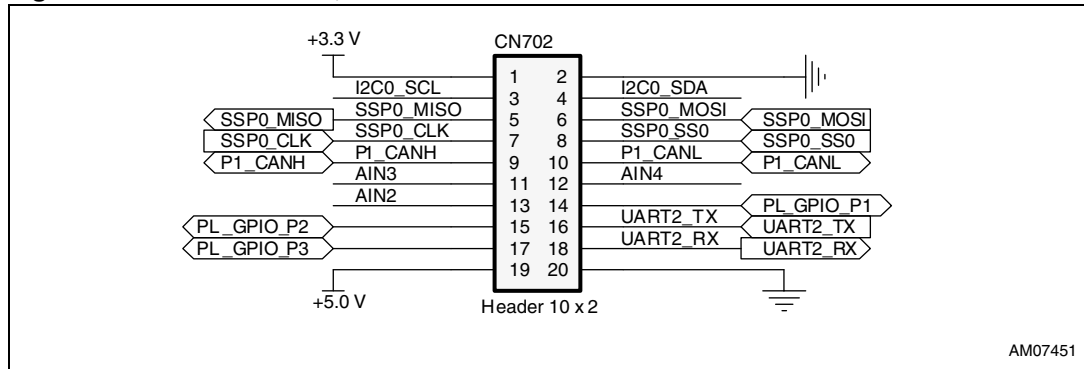 +3.3 V CN702
1 2
I2C0_SCL 3 4 I2C0_SDA
SSP0_MISO SSP0_MISO 5 6 SSP0_MOSI SSP0_MOSI
SSP0_CLK SSP0_CLK 7 8 SSP0_SS0 SSP0_SS0
P1_CANH P1_CANH 9 10 P1_CANL P1_CANL
AIN3 11 12 AIN4
AIN2 13 14 PL_GPIO_P1
PL_GPIO_P2 15 16 UART2_TX UART2_TX
PL_GPIO_P3 17 18 UART2_RX UART2_RX
19 20
+5.0 V Header 10 x 2
AM07451